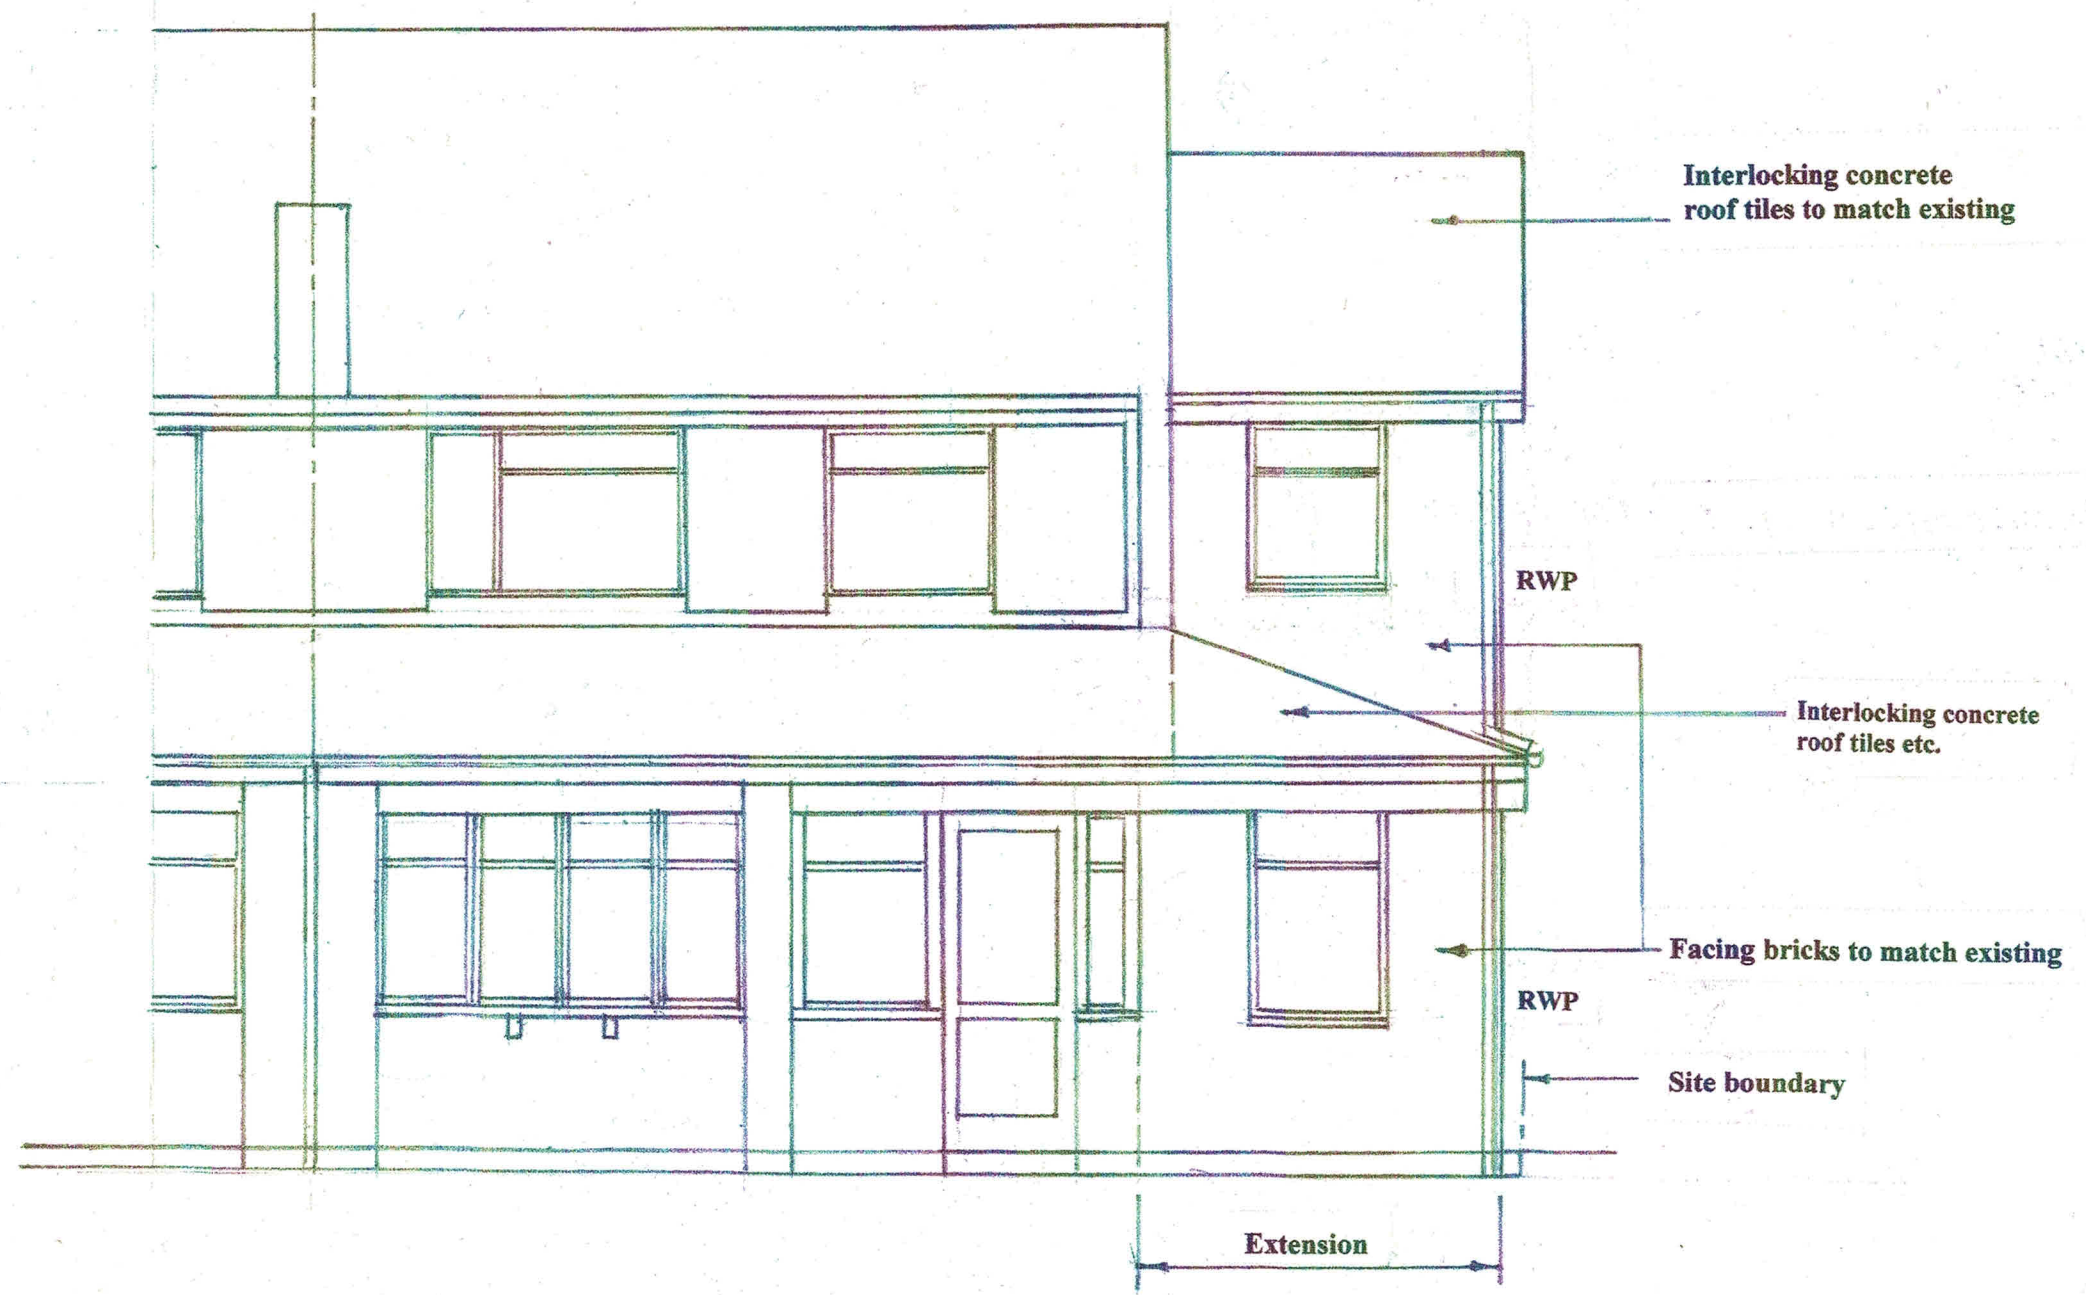 Interlocking concrete
roof tiles to match existing
RWP
Interlocking concrete
roof tiles etc.
Facing bricks to match existing
RWP
Site boundary
Extension